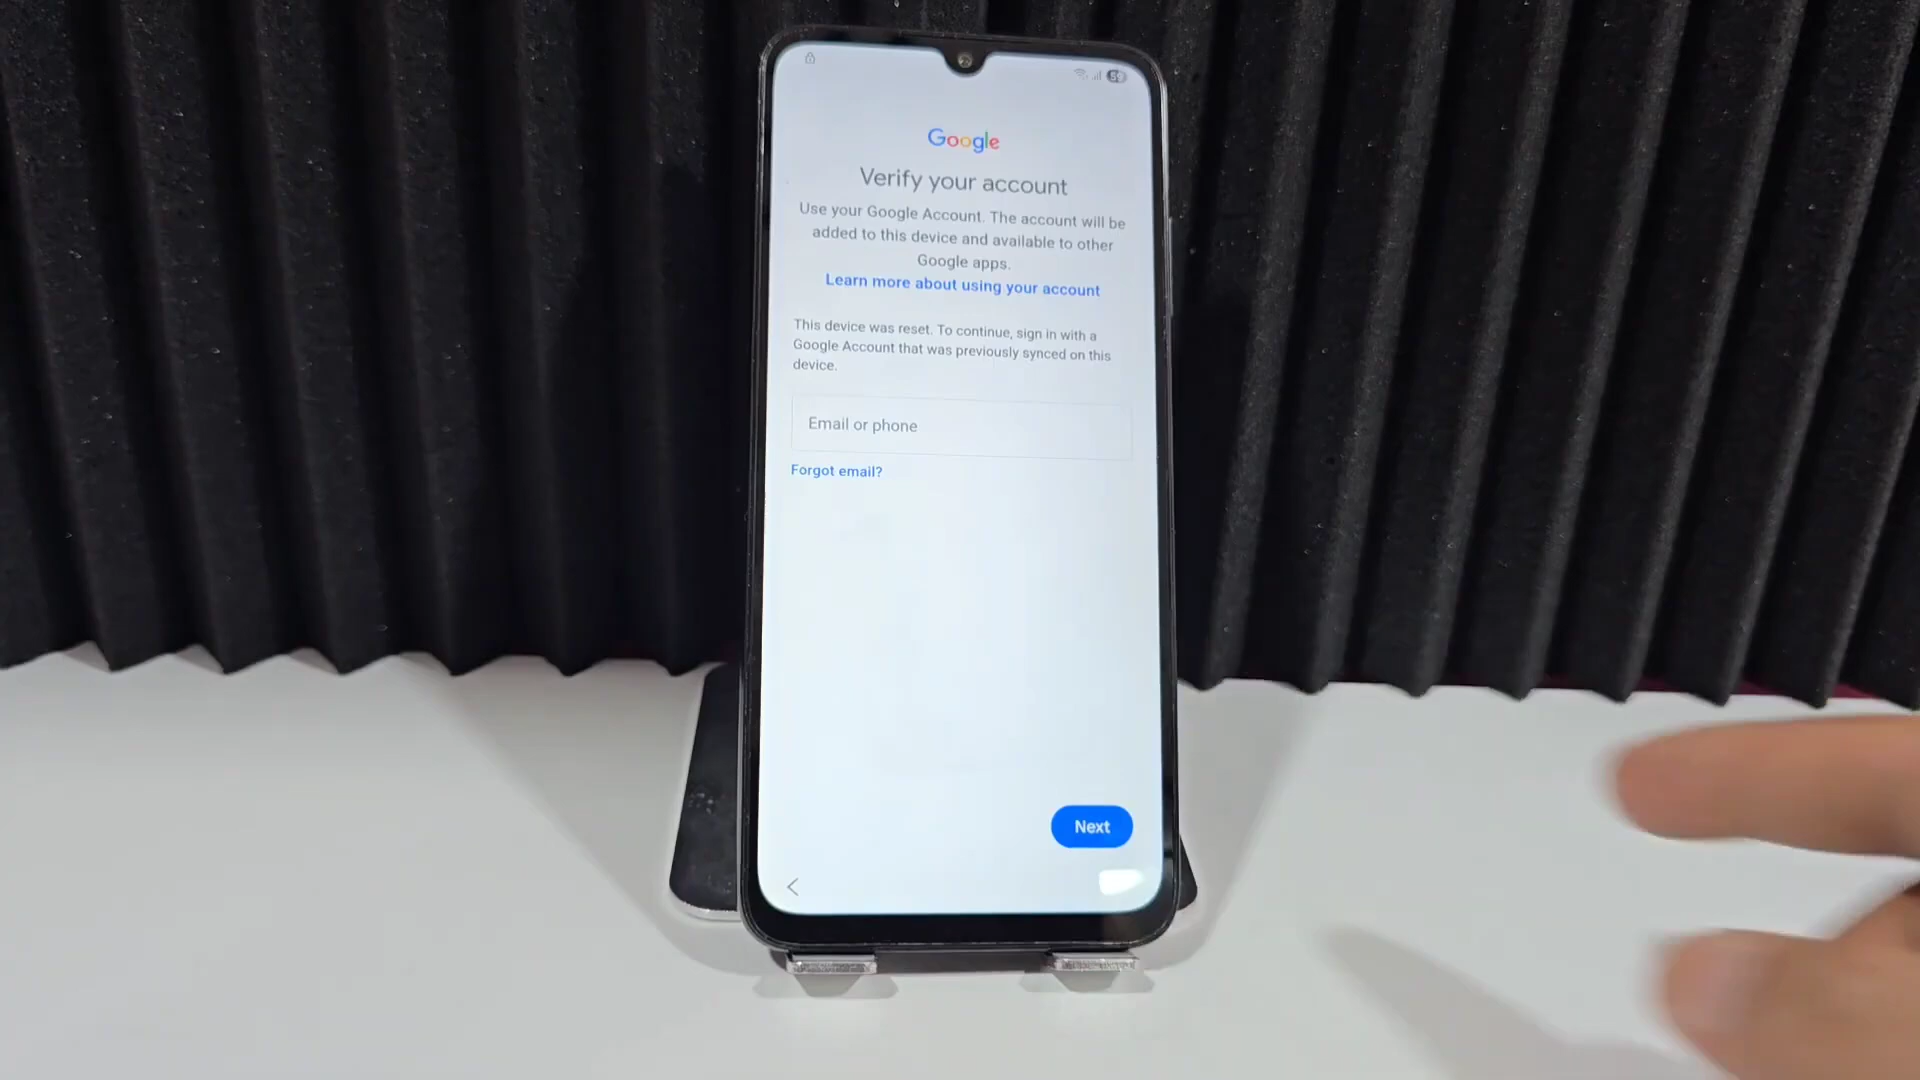 59
Google
Verify your account
Use your Google Account. The account will be
added to this device and available to other
Google apps.
Learn more about using your account
This device was reset. To continue, sign in with a
Google Account that was previously synced on this
device.
Email or phone
Forgot email?
Next